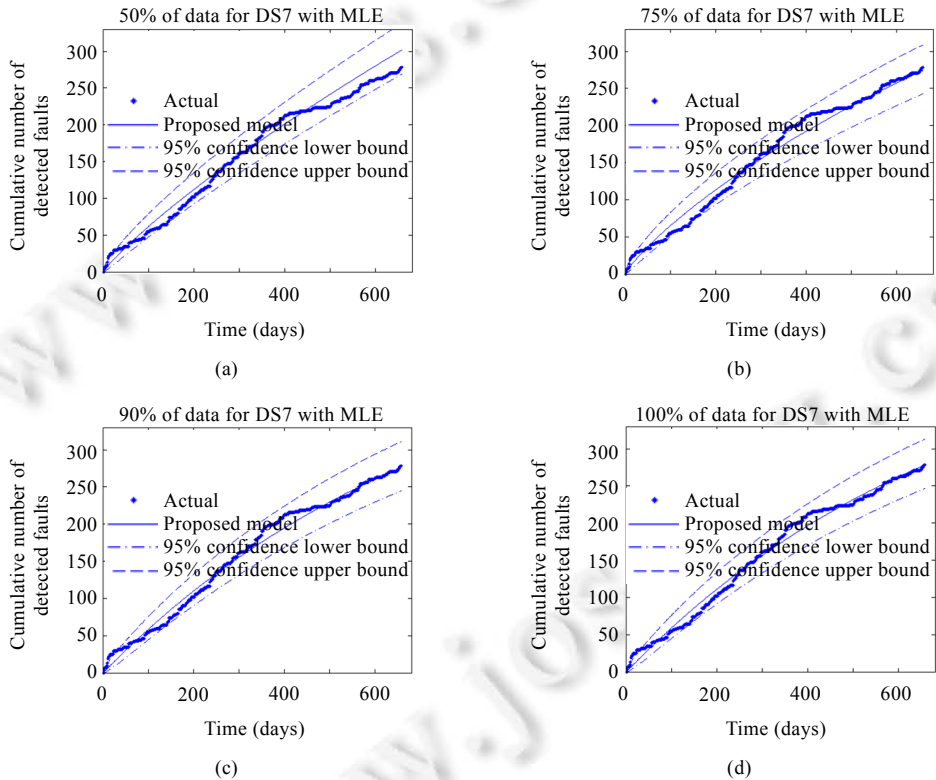 50% of data for DS7 with MLE
300
250
200
150
100
50
0
Cumulative number of
detected faults
Actual
Proposed model
95% confidence lower bound
95% confidence upper bound
0
200
400
600
Time (days)
(a)
75% of data for DS7 with MLE
300
250
200
150
100
50
0
Cumulative number of
detected faults
Actual
Proposed model
95% confidence lower bound
95% confidence upper bound
0
200
400
600
Time (days)
(b)
90% of data for DS7 with MLE
300
250
200
150
100
50
0
Cumulative number of
detected faults
Actual
Proposed model
95% confidence lower bound
95% confidence upper bound
0
200
400
600
Time (days)
(c)
100% of data for DS7 with MLE
300
250
200
150
100
50
0
Cumulative number of
detected faults
Actual
Proposed model
95% confidence lower bound
95% confidence upper bound
0
200
400
600
Time (days)
(d)